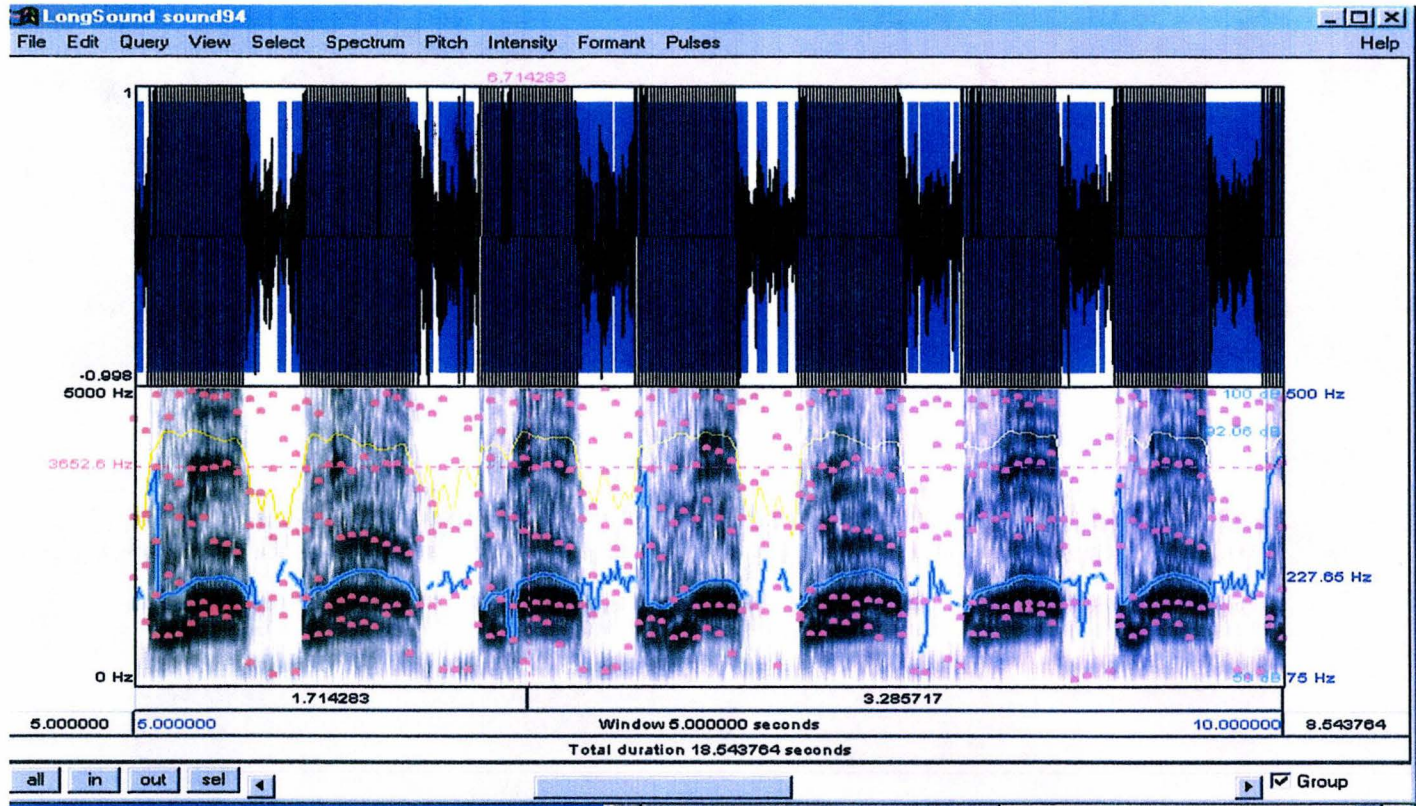 LongSound sound94
File Edit Query View Select Spectrum Pitch Intensity Formant Pulses Help
6.714283
1
-0.998
5000 Hz 100 dB 500 Hz
92.06 dB
3652.6 Hz
227.65 Hz
0 Hz 50 dB 75 Hz
1.714283 3.285717
5.000000 5.000000 Window 5.000000 seconds 10.000000 8.543764
Total duration 18.543764 seconds
all in out sel Group